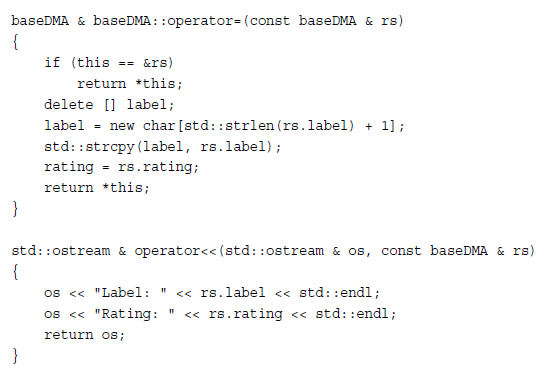 baseDMA & baseDMA::operator=(const baseDMA & rs)
{
    if (this == &rs)
        return *this;
    delete [] label;
    label = new char[std::strlen(rs.label) + 1];
    std::strcpy(label, rs.label);
    rating = rs.rating;
    return *this;
}

std::ostream & operator<<(std::ostream & os, const baseDMA & rs)
{
    os << "Label: " << rs.label << std::endl;
    os << "Rating: " << rs.rating << std::endl;
    return os;
}